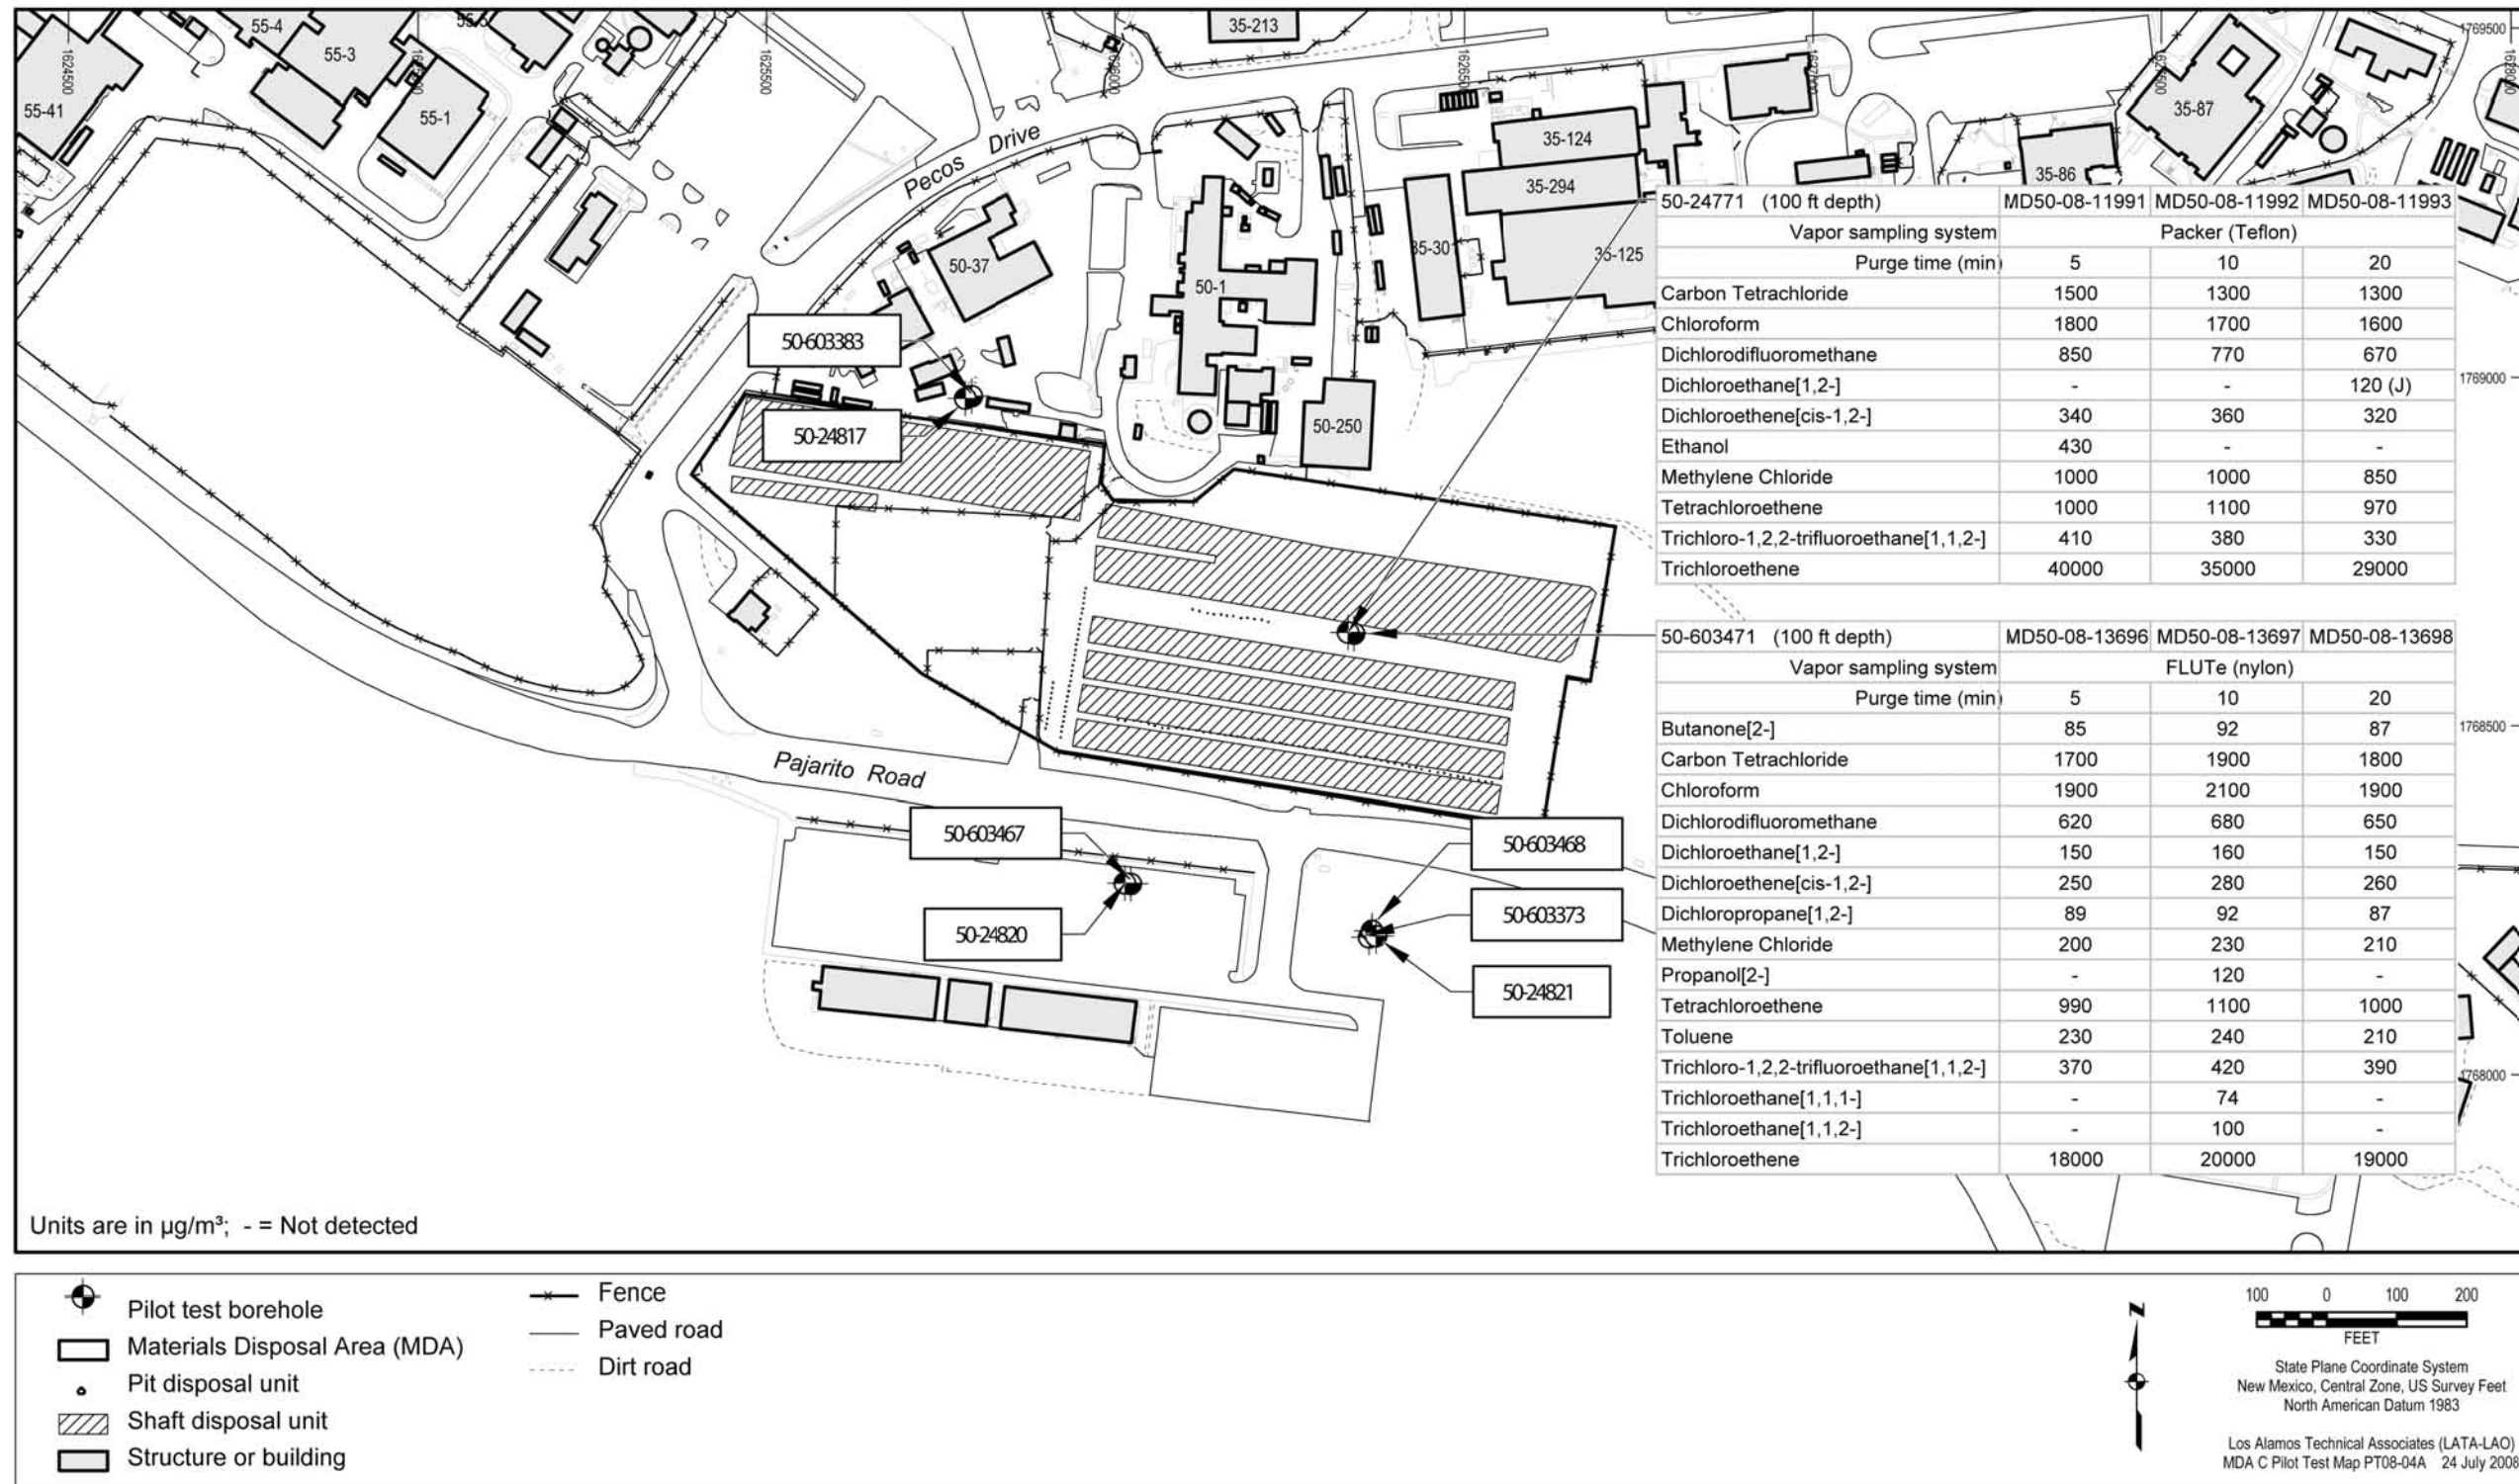 1624500
1625500
1769500
55-4
55-3
55-41
55-1
35-213
35-124
35-294
35-30
35-125
35-86
35-87
Pecos Drive
50-37
50-1
50-250
1769000
1768500
1768000
50-603383
50-24817
Pajarito Road
50-603467
50-24820
50-603468
50-603373
50-24821
50-24771 (100 ft depth) MD50-08-11991 MD50-08-11992 MD50-08-11993
Vapor sampling system Packer (Teflon)
Purge time (min) 5 10 20
Carbon Tetrachloride 1500 1300 1300
Chloroform 1800 1700 1600
Dichlorodifluoromethane 850 770 670
Dichloroethane[1,2-] - - 120 (J)
Dichloroethene[cis-1,2-] 340 360 320
Ethanol 430 - -
Methylene Chloride 1000 1000 850
Tetrachloroethene 1000 1100 970
Trichloro-1,2,2-trifluoroethane[1,1,2-] 410 380 330
Trichloroethene 40000 35000 29000
50-603471 (100 ft depth) MD50-08-13696 MD50-08-13697 MD50-08-13698
Vapor sampling system FLUTe (nylon)
Purge time (min) 5 10 20
Butanone[2-] 85 92 87
Carbon Tetrachloride 1700 1900 1800
Chloroform 1900 2100 1900
Dichlorodifluoromethane 620 680 650
Dichloroethane[1,2-] 150 160 150
Dichloroethene[cis-1,2-] 250 280 260
Dichloropropane[1,2-] 89 92 87
Methylene Chloride 200 230 210
Propanol[2-] - 120 -
Tetrachloroethene 990 1100 1000
Toluene 230 240 210
Trichloro-1,2,2-trifluoroethane[1,1,2-] 370 420 390
Trichloroethane[1,1,1-] - 74 -
Trichloroethane[1,1,2-] - 100 -
Trichloroethene 18000 20000 19000
Units are in µg/m³; - = Not detected
Pilot test borehole
Materials Disposal Area (MDA)
Pit disposal unit
Shaft disposal unit
Structure or building
Fence
Paved road
Dirt road
N
100 0 100 200
FEET
State Plane Coordinate System
New Mexico, Central Zone, US Survey Feet
North American Datum 1983
Los Alamos Technical Associates (LATA-LAO)
MDA C Pilot Test Map PT08-04A 24 July 2008